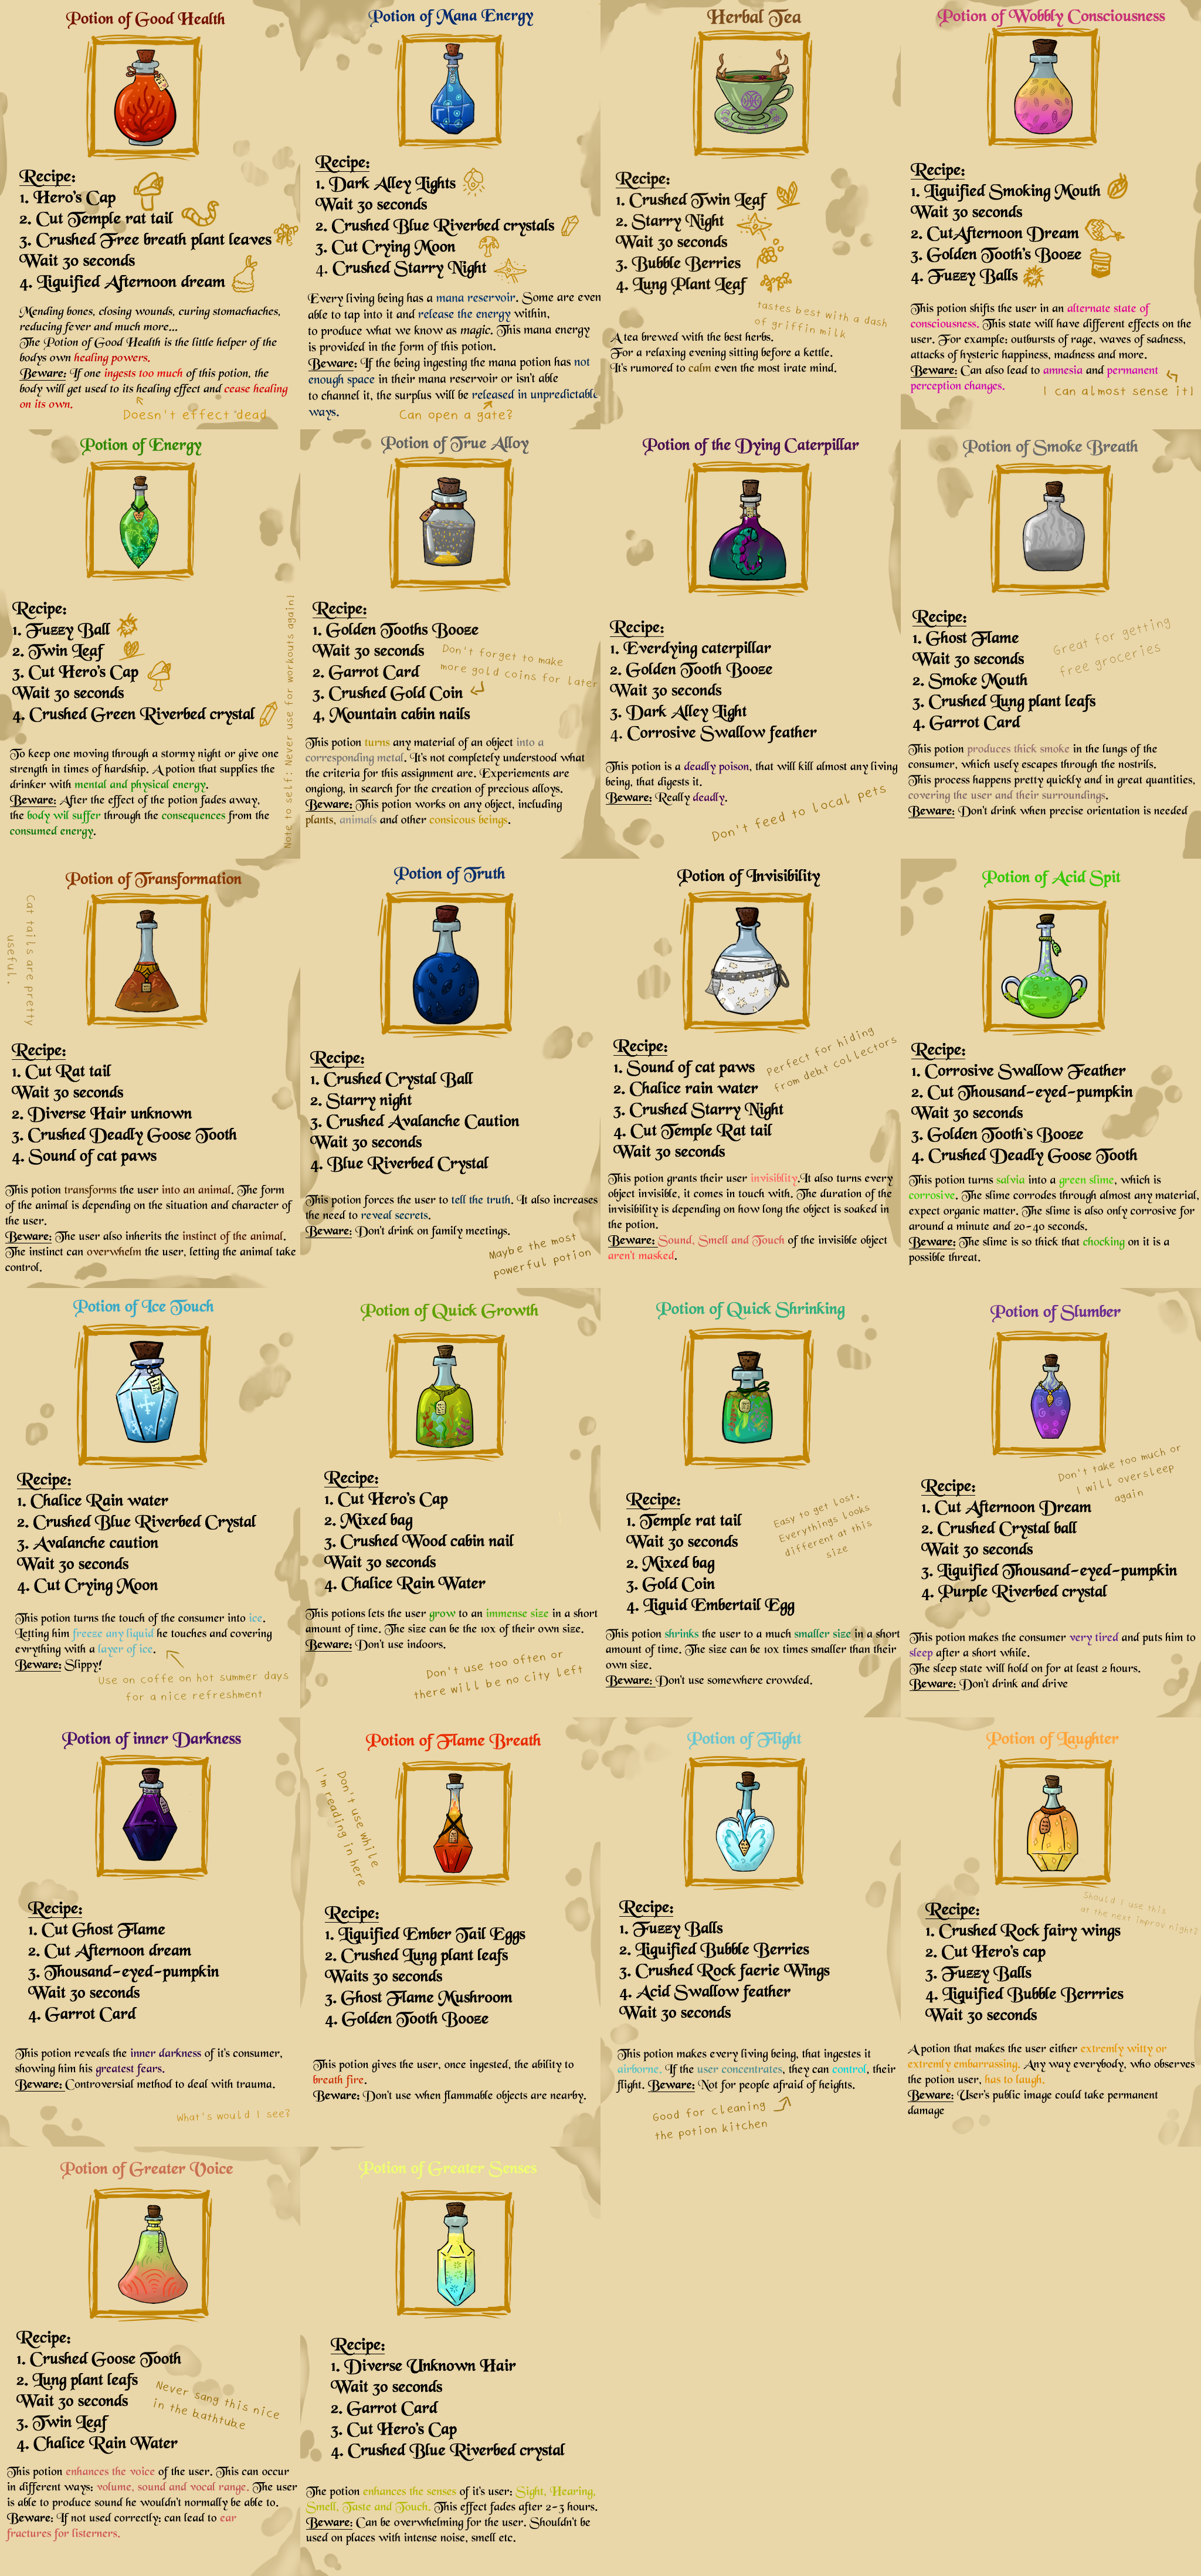 Potion of Good Health
Recipe:
1. Hero's Cap
2. Cut Temple rat tail
3. Crushed Free breath plant leaves
Wait 30 seconds
4. Liquified Afternoon dream
Mending bones, closing wounds, curing stomachaches,
reducing fever and much more...
The Potion of Good Health is the little helper of the
bodys own healing powers.
Beware: If one ingests too much of this potion, the
body will get used to its healing effect and cease healing
on its own.
Doesn't effect dead
Potion of Mana Energy
Recipe:
1. Dark Alley Lights
Wait 30 seconds
2. Crushed Blue Riverbed crystals
3. Cut Crying Moon
4. Crushed Starry Night
Every living being has a mana reservoir. Some are even
able to tap into it and release the energy within,
to produce what we know as magic. This mana energy
is provided in the form of this potion.
Beware: If the being ingesting the mana potion has not
enough space in their mana reservoir or isn't able
to channel it, the surplus will be released in unpredictable
ways.
Can open a gate?
Herbal Tea
Recipe:
1. Crushed Twin Leaf
2. Starry Night
Wait 30 seconds
3. Bubble Berries
4. Lung Plant Leaf
tastes best with a dash
of griffin milk
A tea brewed with the best herbs.
For a relaxing evening sitting before a kettle.
It's rumored to calm even the most irate mind.
Potion of Wobbly Consciousness
Recipe:
1. Liquified Smoking Mouth
Wait 30 seconds
2. CutAfternoon Dream
3. Golden Tooth's Booze
4. Fuzzy Balls
This potion shifts the user in an alternate state of
consciousness. This state will have different effects on the
user. For example: outbursts of rage, waves of sadness,
attacks of hysteric happiness, madness and more.
Beware: Can also lead to amnesia and permanent
perception changes.
I can almost sense it!
Potion of Energy
Recipe:
1. Fuzzy Ball
2. Twin Leaf
3. Cut Hero's Cap
Wait 30 seconds
4. Crushed Green Riverbed crystal
Note to self: Never use for workouts again!
To keep one moving through a stormy night or give one
strength in times of hardship. A potion that supplies the
drinker with mental and physical energy.
Beware: After the effect of the potion fades away,
the body wil suffer through the consequences from the
consumed energy.
Potion of True Alloy
Recipe:
1. Golden Tooths Booze
Wait 30 seconds
2. Garrot Card
3. Crushed Gold Coin
4, Mountain cabin nails
Don't forget to make
more gold coins for later
This potion turns any material of an object into a
corresponding metal. It's not completely understood what
the criteria for this assignment are. Experiements are
ongiong, in search for the creation of precious alloys.
Beware: This potion works on any object, including
plants, animals and other consicous beings.
Potion of the Dying Caterpillar
Recipe:
1. Everdying caterpillar
2. Golden Tooth Booze
Wait 30 seconds
3. Dark Alley Light
4. Corrosive Swallow feather
This potion is a deadly poison, that will kill almost any living
being, that digests it.
Beware: Really deadly.
Don't feed to local pets
Potion of Smoke Breath
Recipe:
1. Ghost Flame
Wait 30 seconds
2. Smoke Mouth
3. Crushed Lung plant leafs
4. Garrot Card
Great for getting
free groceries
This potion produces thick smoke in the lungs of the
consumer, which usely escapes through the nostrils.
This process happens pretty quickly and in great quantities,
covering the user and their surroundings.
Beware: Don't drink when precise orientation is needed
Potion of Transformation
Cat tails are pretty
useful.
Recipe:
1. Cut Rat tail
Wait 30 seconds
2. Diverse Hair unknown
3. Crushed Deadly Goose Tooth
4. Sound of cat paws
This potion transforms the user into an animal. The form
of the animal is depending on the situation and character of
the user.
Beware: The user also inherits the instinct of the animal.
The instinct can overwhelm the user, letting the animal take
control.
Potion of Truth
Recipe:
1. Crushed Crystal Ball
2. Starry night
3. Crushed Avalanche Caution
Wait 30 seconds
4. Blue Riverbed Crystal
This potion forces the user to tell the truth. It also increases
the need to reveal secrets.
Beware: Don't drink on family meetings.
Maybe the most
powerful potion
Potion of Invisibility
Recipe:
1. Sound of cat paws
2. Chalice rain water
3. Crushed Starry Night
4. Cut Temple Rat tail
Wait 30 seconds
Perfect for hiding
from debt collectors
This potion grants their user invisiblity.It also turns every
object invisible, it comes in touch with. The duration of the
invisibility is depending on how long the object is soaked in
the potion.
Beware: Sound, Smell and Touch of the invisible object
aren't masked.
Potion of Acid Spit
Recipe:
1. Corrosive Swallow Feather
2. Cut Thousand-eyed-pumpkin
Wait 30 seconds
3. Golden Tooth`s Booze
4. Crushed Deadly Goose Tooth
This potion turns salvia into a green slime, which is
corrosive. The slime corrodes through almost any material,
expect organic matter. The slime is also only corrosive for
around a minute and 20-40 seconds.
Beware: The slime is so thick that chocking on it is a
possible threat.
Potion of Ice Touch
Recipe:
1. Chalice Rain water
2. Crushed Blue Riverbed Crystal
3. Avalanche caution
Wait 30 seconds
4. Cut Crying Moon
This potion turns the touch of the consumer into ice.
Letting him freeze any liquid he touches and covering
evrything with a layer of ice.
Beware: Slippy!
Use on coffe on hot summer days
for a nice refreshment
Potion of Quick Growth
Recipe:
1. Cut Hero's Cap
2. Mixed bag
3. Crushed Wood cabin nail
Wait 30 seconds
4. Chalice Rain Water
This potions lets the user grow to an immense size in a short
amount of time. The size can be the 10x of their own size.
Beware: Don't use indoors.
Don't use too often or
there will be no city left
Potion of Quick Shrinking
Recipe:
1. Temple rat tail
Wait 30 seconds
2. Mixed bag
3. Gold Coin
4. Liquid Embertail Egg
Easy to get lost.
Everythings looks
different at this
size
This potion shrinks the user to a much smaller size in a short
amount of time. The size can be 10x times smaller than their
own size.
Beware: Don't use somewhere crowded.
Potion of Slumber
Don't take too much or
I will oversleep
again
Recipe:
1. Cut Afternoon Dream
2. Crushed Crystal ball
Wait 30 seconds
3. Liquified Thousand-eyed-pumpkin
4. Purple Riverbed crystal
This potion makes the consumer very tired and puts him to
sleep after a short while.
The sleep state will hold on for at least 2 hours.
Beware: Don't drink and drive
Potion of inner Darkness
Recipe:
1. Cut Ghost Flame
2. Cut Afternoon dream
3. Thousand-eyed-pumpkin
Wait 30 seconds
4. Garrot Card
This potion reveals the inner darkness of it's consumer,
showing him his greatest fears.
Beware: Controversial method to deal with trauma.
What's would I see?
Potion of Flame Breath
Don't use while
I'm reading in here
Recipe:
1. Liquified Ember Tail Eggs
2. Crushed Lung plant leafs
Waits 30 seconds
3. Ghost Flame Mushroom
4. Golden Tooth Booze
This potion gives the user, once ingested, the ability to
breath fire.
Beware: Don't use when flammable objects are nearby.
Potion of Flight
Recipe:
1. Fuzzy Balls
2. Liquified Bubble Berries
3. Crushed Rock faerie Wings
4. Acid Swallow feather
Wait 30 seconds
This potion makes every living being, that ingestes it
airborne. If the user concentrates, they can control, their
flight. Beware: Not for people afraid of heights.
Good for cleaning
the potion kitchen
Potion of Laughter
Should I use this
at the next improv night?
Recipe:
1. Crushed Rock fairy wings
2. Cut Hero's cap
3. Fuzzy Balls
4. Liquified Bubble Berrries
Wait 30 seconds
A potion that makes the user either extremly witty or
extremly embarrassing. Any way everybody, who observes
the potion user, has to laugh.
Beware: User's public image could take permanent
damage
Potion of Greater Voice
Recipe:
1. Crushed Goose Tooth
2. Lung plant leafs
Wait 30 seconds
3. Twin Leaf
4. Chalice Rain Water
Never sang this nice
in the bathtube
This potion enhances the voice of the user. This can occur
in different ways: volume, sound and vocal range. The user
is able to produce sound he wouldn't normally be able to.
Beware: If not used correctly: can lead to ear
fractures for listerners.
Potion of Greater Senses
Recipe:
1. Diverse Unknown Hair
Wait 30 seconds
2. Garrot Card
3. Cut Hero's Cap
4. Crushed Blue Riverbed crystal
The potion enhances the senses of it's user: Sight, Hearing,
Smell, Taste and Touch. This effect fades after 2-3 hours.
Beware: Can be overwhelming for the user. Shouldn't be
used on places with intense noise, smell etc.